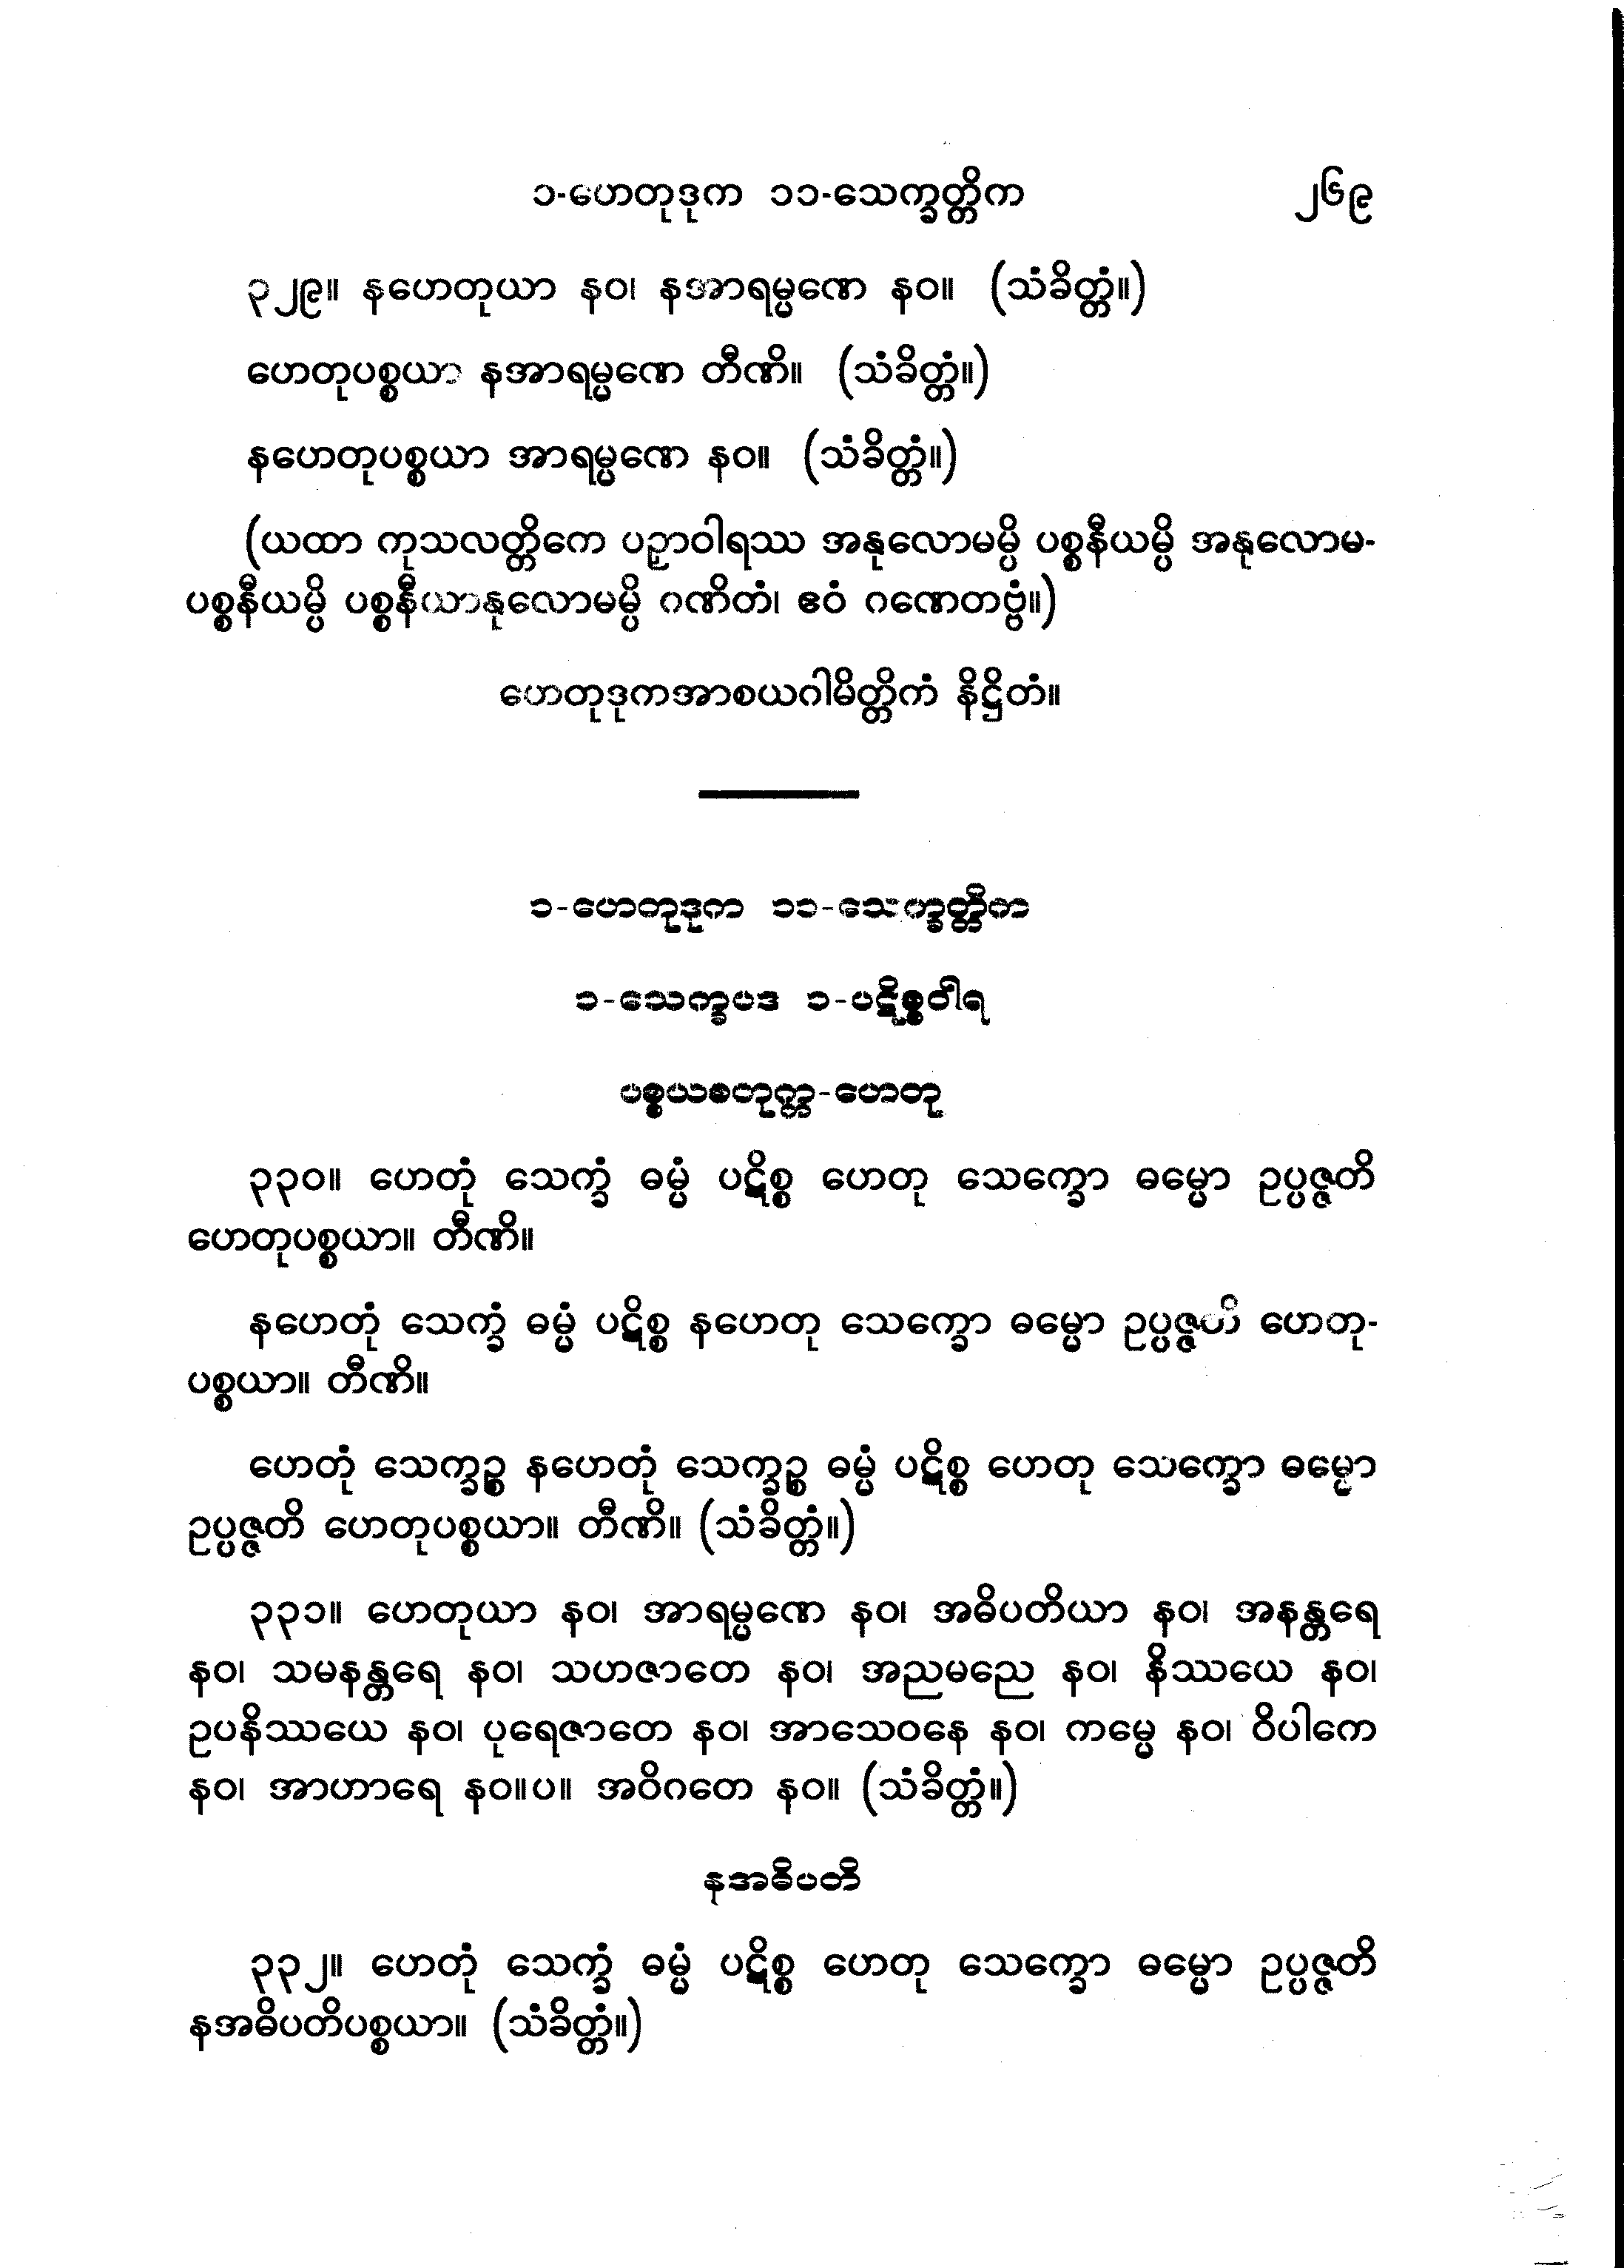 ၁-ဟေတုဒုက ၁၁-သေက္ခတ္တိက ၂၆၉
၃၂၉။ နဟေတုယာ နဝ၊ နအာရမ္မဏေ နဝ။ (သံခိတ္တံ။)
ဟေတုပစ္စယာ နအာရမ္မဏေ တီဏိ။ (သံခိတ္တံ။)
နဟေတုပစ္စယာ အာရမ္မဏေ နဝ။ (သံခိတ္တံ။)
(ယထာ ကုသလတ္တိကေ ပဉှာဝါရဿ အနုလောမမ္ပိ ပစ္စနီယမ္ပိ အနုလောမ-
ပစ္စနီယမ္ပိ ပစ္စနီယာနုလောမမ္ပိ ဂဏိတံ၊ ဧဝံ ဂဏေတဗ္ဗံ။)
ဟေတုဒုကအာစယဂါမိတ္တိကံ နိဋ္ဌိတံ။
၁-ဟေတုဒုက ၁၁-သေက္ခတ္တိက
၁-သေက္ခပဒ ၁-ပဋိစ္စဝါရ
ပစ္စယစတုက္က-ဟေတု
၃၃၀။ ဟေတုံ သေက္ခံ ဓမ္မံ ပဋိစ္စ ဟေတု သေက္ခော ဓမ္မော ဥပ္ပဇ္ဇတိ
ဟေတုပစ္စယာ။ တီဏိ။
နဟေတုံ သေက္ခံ ဓမ္မံ ပဋိစ္စ နဟေတု သေက္ခော ဓမ္မော ဥပ္ပဇ္ဇတိ ဟေတု-
ပစ္စယာ။ တီဏိ။
ဟေတုံ သေက္ခဉ္စ နဟေတုံ သေက္ခဉ္စ ဓမ္မံ ပဋိစ္စ ဟေတု သေက္ခော ဓမ္မော
ဥပ္ပဇ္ဇတိ ဟေတုပစ္စယာ။ တီဏိ။ (သံခိတ္တံ။)
၃၃၁။ ဟေတုယာ နဝ၊ အာရမ္မဏေ နဝ၊ အဓိပတိယာ နဝ၊ အနန္တရေ
နဝ၊ သမနန္တရေ နဝ၊ သဟဇာတေ နဝ၊ အညမညေ နဝ၊ နိဿယေ နဝ၊
ဥပနိဿယေ နဝ၊ ပုရေဇာတေ နဝ၊ အာသေဝနေ နဝ၊ ကမ္မေ နဝ၊ ဝိပါကေ
နဝ၊ အာဟာရေ နဝ။ပ။ အဝိဂတေ နဝ။ (သံခိတ္တံ။)
နအဓိပတိ
၃၃၂။ ဟေတုံ သေက္ခံ ဓမ္မံ ပဋိစ္စ ဟေတု သေက္ခော ဓမ္မော ဥပ္ပဇ္ဇတိ
နအဓိပတိပစ္စယာ။ (သံခိတ္တံ။)